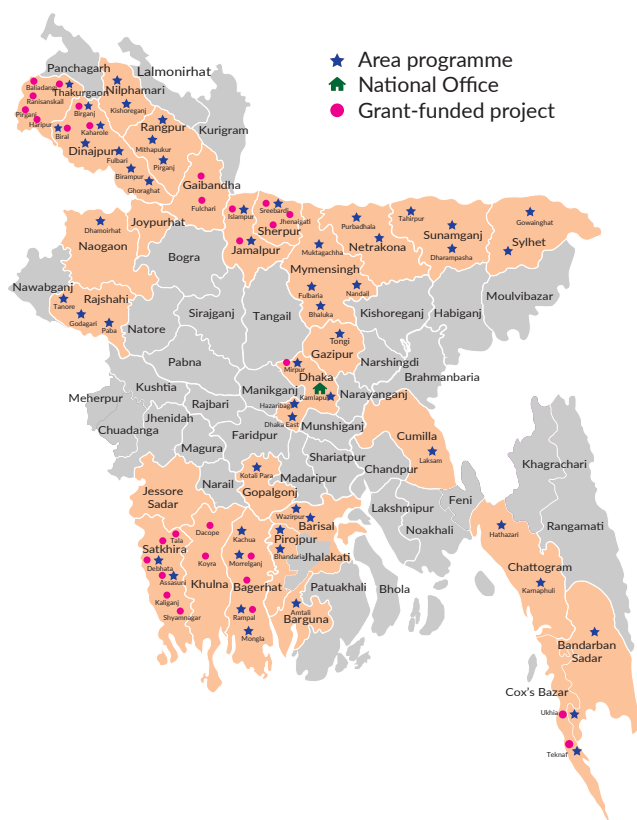 Area programme
National Office
Grant-funded project
Panchagarh
Lalmonirhat
Baliadangi
Thakurgaon
Nilphamari
Ranisanskail
Kishoreganj
Pirganj
Birganj
Haripur
Biral
Kaharole
Rangpur
Kurigram
Mithapukur
Dinajpur
Fulbari
Pirganj
Birampur
Ghoraghat
Gaibandha
Fulchari
Joypurhat
Dhamoirhat
Naogaon
Islampur
Sreebardi
Jhenaigati
Sherpur
Jamalpur
Purbadhala
Tahirpur
Gowainghat
Netrakona
Sunamganj
Dharampasha
Sylhet
Muktagachha
Bogra
Mymensingh
Nawabganj
Tanore
Rajshahi
Godagari
Paba
Natore
Sirajganj
Tangail
Fulbaria
Nandail
Bhaluka
Kishoreganj
Habiganj
Moulvibazar
Tongi
Gazipur
Pabna
Mirpur
Dhaka
Narshingdi
Brahmanbaria
Kushtia
Meherpur
Manikganj
Kamlapur
Narayanganj
Rajbari
Hazaribagh
Jhenidah
Chuadanga
Dhaka East
Munshiganj
Faridpur
Magura
Cumilla
Laksam
Shariatpur
Chandpur
Kotali Para
Narail
Gopalgonj
Madaripur
Khagrachari
Jessore
Sadar
Lakshmipur
Feni
Wazirpur
Barisal
Noakhali
Rangamati
Hathazari
Dacope
Tala
Kachua
Pirojpur
Satkhira
Bhandaria
Jhalakati
Debhata
Koyra
Morrelganj
Assasuni
Khulna
Bagerhat
Patuakhali
Bhola
Chattogram
Kamaphuli
Kaliganj
Shyamnagar
Rampal
Amtali
Barguna
Mongla
Bandarban
Sadar
Cox's Bazar
Ukhia
Teknaf